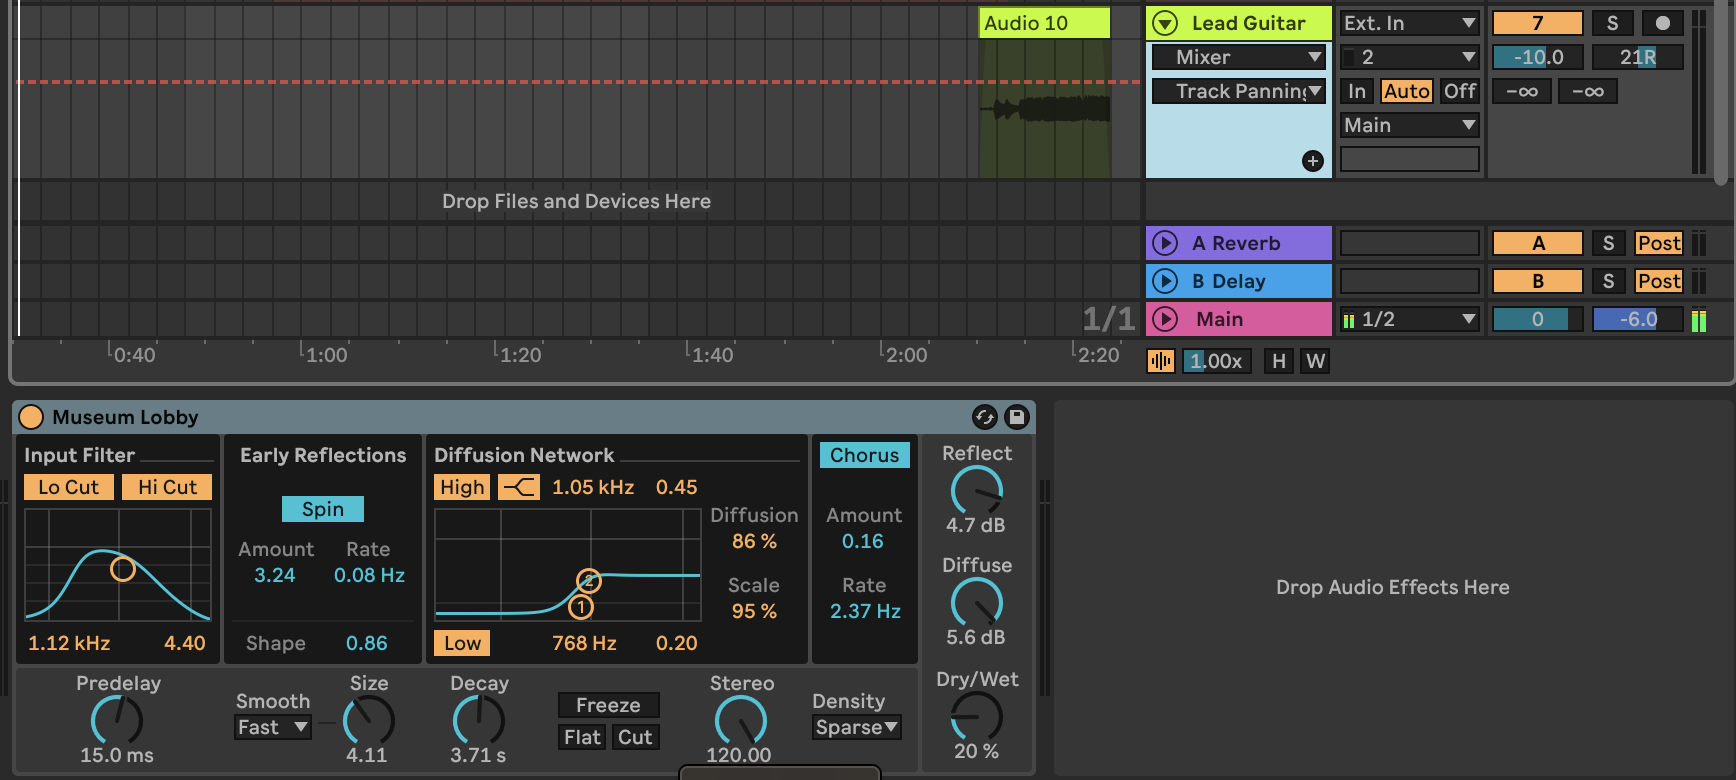 Audio 10
Lead Guitar
Ext. In
7
S
Mixer
2
-10.0
21R
Track Panning
In
Auto
Off
-∞
-∞
Main
Drop Files and Devices Here
A Reverb
A
S
Post
B Delay
B
S
Post
1/1
Main
1/2
0
-6.0
0:40
1:00
1:20
1:40
2:00
2:20
1.00x
H
W
Museum Lobby
Input Filter
Lo Cut
Hi Cut
1.12 kHz
4.40
Early Reflections
Spin
Amount
Rate
3.24
0.08 Hz
Shape
0.86
Diffusion Network
High
1.05 kHz
0.45
2
1
Low
768 Hz
0.20
Diffusion
86 %
Scale
95 %
Chorus
Amount
0.16
Rate
2.37 Hz
Reflect
4.7 dB
Diffuse
5.6 dB
Dry/Wet
20 %
Predelay
15.0 ms
Smooth
Fast
Size
4.11
Decay
3.71 s
Freeze
Flat
Cut
Stereo
120.00
Density
Sparse
Drop Audio Effects Here